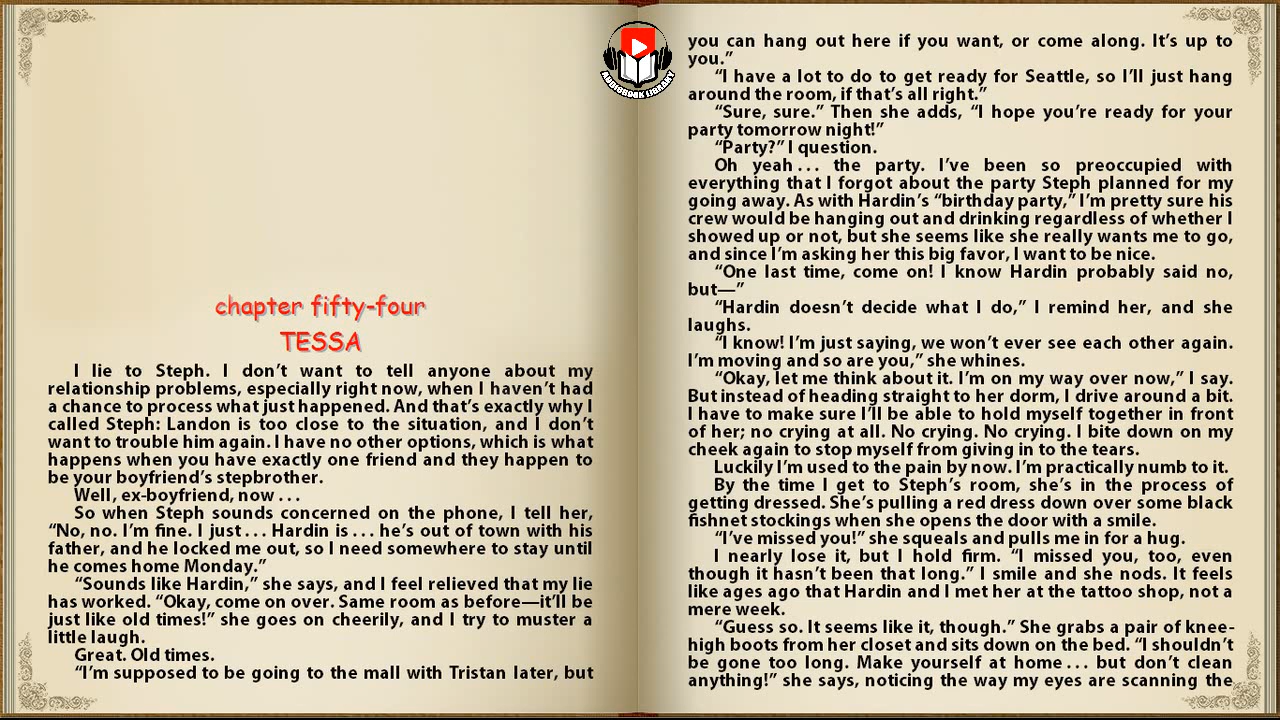 chapter fifty-four
TESSA
I lie to Steph. I don’t want to tell anyone about my
relationship problems, especially right now, when I haven’t had
a chance to process what just happened. And that’s exactly why I
called Steph: Landon is too close to the situation, and I don’t
want to trouble him again. I have no other options, which is what
happens when you have exactly one friend and they happen to
be your boyfriend’s stepbrother.
Well, ex-boyfriend, now . . .
So when Steph sounds concerned on the phone, I tell her,
“No, no. I’m fine. I just . . . Hardin is . . . he’s out of town with his
father, and he locked me out, so I need somewhere to stay until
he comes home Monday.”
“Sounds like Hardin,” she says, and I feel relieved that my lie
has worked. “Okay, come on over. Same room as before—it’ll be
just like old times!” she goes on cheerily, and I try to muster a
little laugh.
Great. Old times.
“I’m supposed to be going to the mall with Tristan later, but
AUDIOBOOK LIBRARY
you can hang out here if you want, or come along. It’s up to
you.”
“I have a lot to do to get ready for Seattle, so I’ll just hang
around the room, if that’s all right.”
“Sure, sure.” Then she adds, “I hope you’re ready for your
party tomorrow night!”
“Party?” I question.
Oh yeah . . . the party. I’ve been so preoccupied with
everything that I forgot about the party Steph planned for my
going away. As with Hardin’s “birthday party,” I’m pretty sure his
crew would be hanging out and drinking regardless of whether I
showed up or not, but she seems like she really wants me to go,
and since I’m asking her this big favor, I want to be nice.
“One last time, come on! I know Hardin probably said no,
but—”
“Hardin doesn’t decide what I do,” I remind her, and she
laughs.
“I know! I’m just saying, we won’t ever see each other again.
I’m moving and so are you,” she whines.
“Okay, let me think about it. I’m on my way over now,” I say.
But instead of heading straight to her dorm, I drive around a bit.
I have to make sure I’ll be able to hold myself together in front
of her; no crying at all. No crying. No crying. I bite down on my
cheek again to stop myself from giving in to the tears.
Luckily I’m used to the pain by now. I’m practically numb to it.
By the time I get to Steph’s room, she’s in the process of
getting dressed. She’s pulling a red dress down over some black
fishnet stockings when she opens the door with a smile.
“I’ve missed you!” she squeals and pulls me in for a hug.
I nearly lose it, but I hold firm. “I missed you, too, even
though it hasn’t been that long.” I smile and she nods. It feels
like ages ago that Hardin and I met her at the tattoo shop, not a
mere week.
“Guess so. It seems like it, though.” She grabs a pair of knee-
high boots from her closet and sits down on the bed. “I shouldn’t
be gone too long. Make yourself at home . . . but don’t clean
anything!” she says, noticing the way my eyes are scanning the